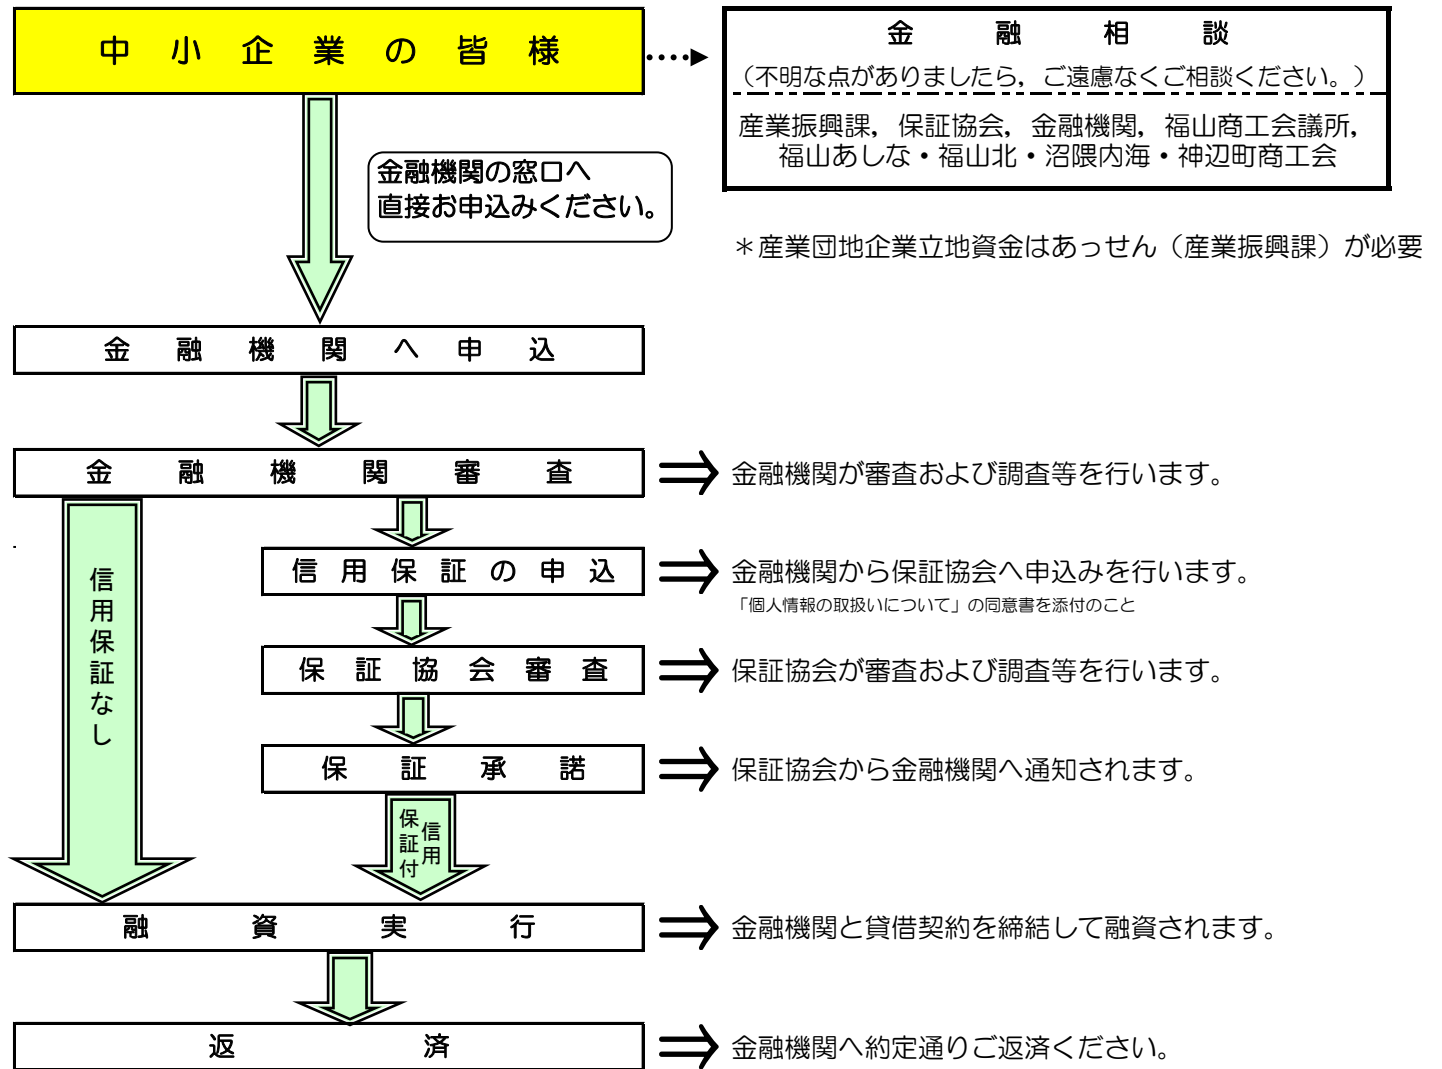 中小企業の皆様
金融相談
（不明な点がありましたら，ご遠慮なくご相談ください。）
産業振興課，保証協会，金融機関，福山商工会議所，
福山あしな・福山北・沼隈内海・神辺町商工会
金融機関の窓口へ
直接お申込みください。
＊産業団地企業立地資金はあっせん（産業振興課）が必要
金融機関へ申込
金融機関審査
金融機関が審査および調査等を行います。
信用保証なし
信用保証の申込
金融機関から保証協会へ申込みを行います。
「個人情報の取扱いについて」の同意書を添付のこと
保証協会審査
保証協会が審査および調査等を行います。
保証承諾
保証協会から金融機関へ通知されます。
信用
保証付
融資実行
金融機関と貸借契約を締結して融資されます。
返済
金融機関へ約定通りご返済ください。